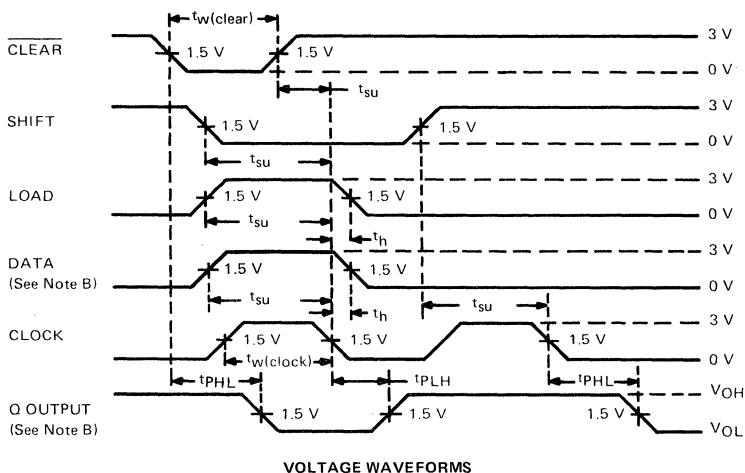 tw(clear)
CLEAR
1.5 V
1.5 V
3 V
0 V
tsu
SHIFT
1.5 V
1.5 V
3 V
0 V
tsu
LOAD
1.5 V
3 V
0 V
tsu
th
DATA
(See Note B)
1.5 V
1.5 V
3 V
0 V
tsu
th
tsu
CLOCK
1.5 V
1.5 V
1.5 V
3 V
0 V
tw(clock)
tPHL
tPLH
tPHL
Q OUTPUT
(See Note B)
1.5 V
1.5 V
1.5 V
VOH
VOL
VOLTAGE WAVEFORMS